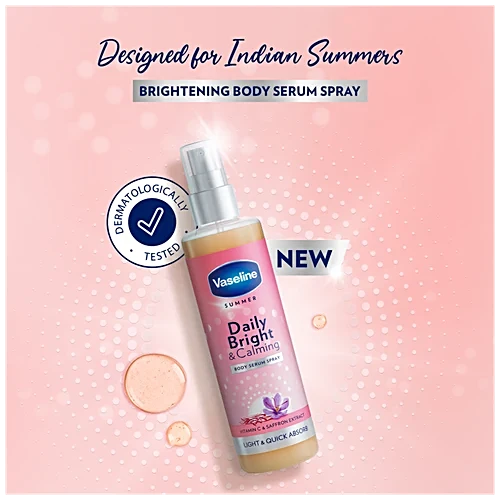 Designed for Indian Summers
BRIGHTENING BODY SERUM SPRAY
DERMATOLOGICALLY
TESTED
NEW
Vaseline
SUMMER
Daily
Bright
& Calming
BODY SERUM SPRAY
VITAMIN C & SAFFRON EXTRACT
LIGHT & QUICK ABSORB